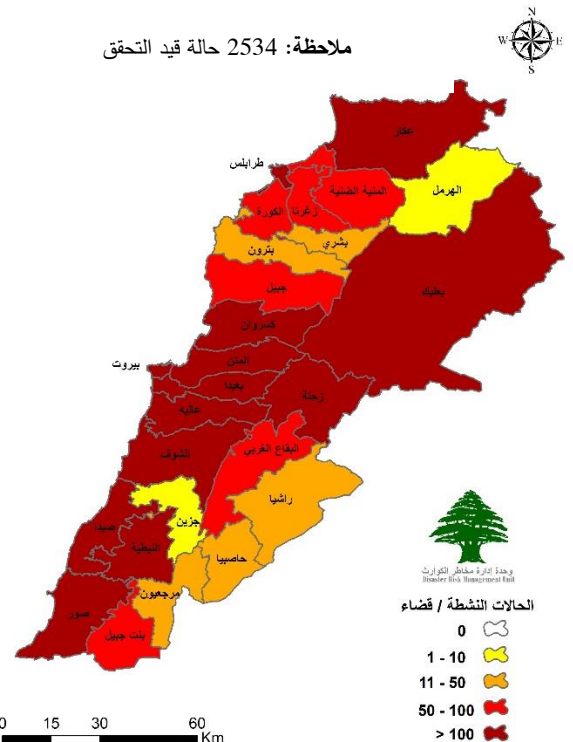 ملاحظة: 2534 حالة قيد التحقق
N
W E
S
عكار
طرابلس
المنية الضنية
الهرمل
زغرتا
الكورة
بشري
بترون
بعلبك
جبيل
كسروان
المتن
بيروت
بعبدا
زحلة
عاليه
الشوف
البقاع الغربي
راشيا
جزين
صيدا
النبطية
حاصبيا
مرجعيون
صور
بنت جبيل
وحدة إدارة مخاطر الكوارث
Disaster Risk Management Unit
الحالات النشطة / قضاء
0
1 - 10
11 - 50
50 - 100
> 100
0 15 30 60
Km